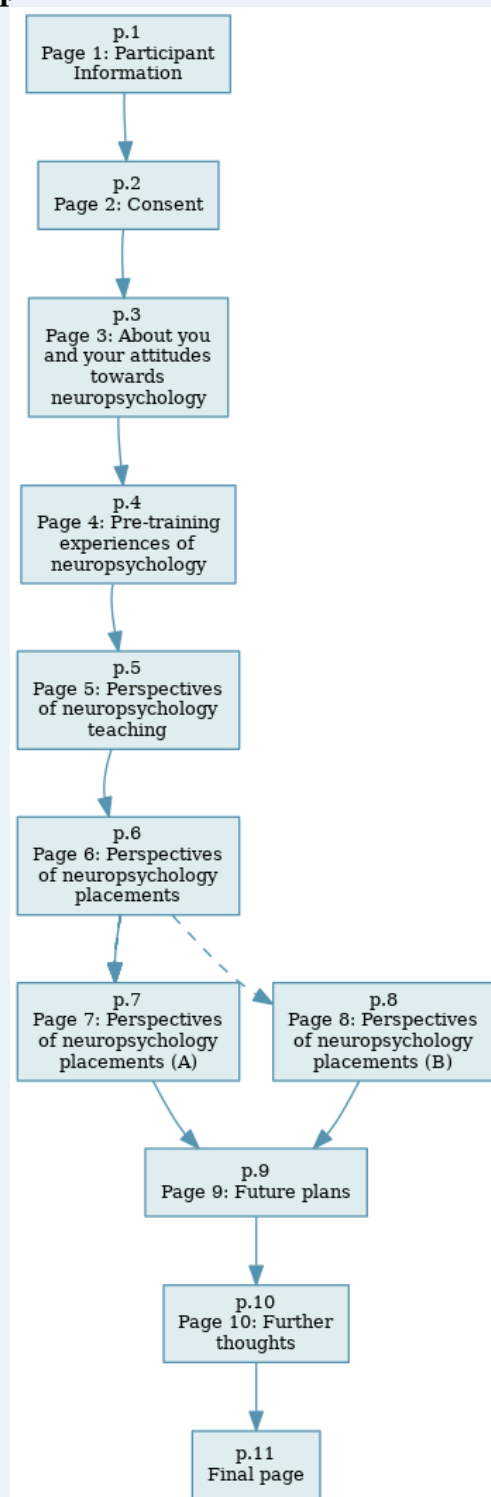 p.1
Page 1: Participant
Information
p.2
Page 2: Consent
p.3
Page 3: About you
and your attitudes
towards
neuropsychology
p.4
Page 4: Pre-training
experiences of
neuropsychology
p.5
Page 5: Perspectives
of neuropsychology
teaching
p.6
Page 6: Perspectives
of neuropsychology
placements
p.7
Page 7: Perspectives
of neuropsychology
placements (A)
p.8
Page 8: Perspectives
of neuropsychology
placements (B)
p.9
Page 9: Future plans
p.10
Page 10: Further
thoughts
p.11
Final page